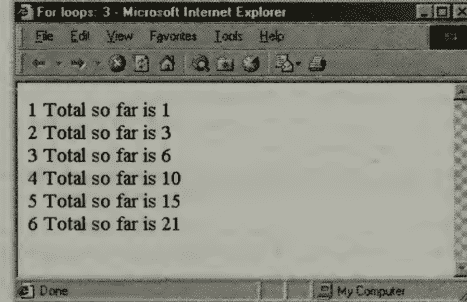 For loops: 3 - Microsoft Internet Explorer
File Edit View Favorites Tools Help
1 Total so far is 1
2 Total so far is 3
3 Total so far is 6
4 Total so far is 10
5 Total so far is 15
6 Total so far is 21
Done My Computer